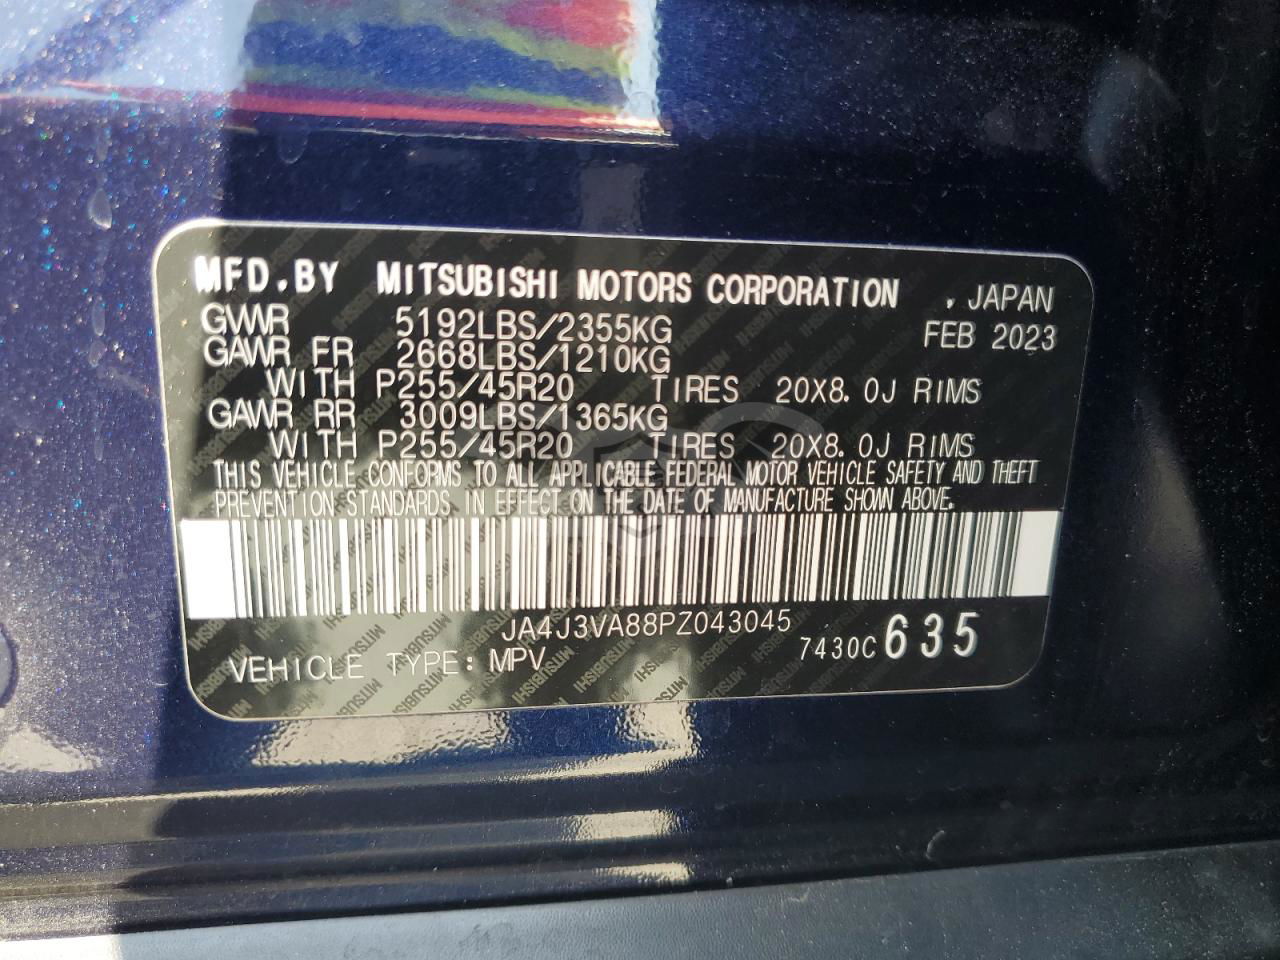 MFD.BY MITSUBISHI MOTORS CORPORATION . JAPAN
GVWR 5192LBS/2355KG FEB 2023
GAWR FR 2668LBS/1210KG
WITH P255/45R20 TIRES 20X8.0J RIMS
GAWR RR 3009LBS/1365KG
WITH P255/45R20 TIRES 20X8.0J RIMS
THIS VEHICLE CONFORMS TO ALL APPLICABLE FEDERAL MOTOR VEHICLE SAFETY AND THEFT
PREVENTION STANDARDS IN EFFECT ON THE DATE OF MANUFACTURE SHOWN ABOVE.
JA4J3VA88PZ043045
VEHICLE TYPE: MPV 7430C 635